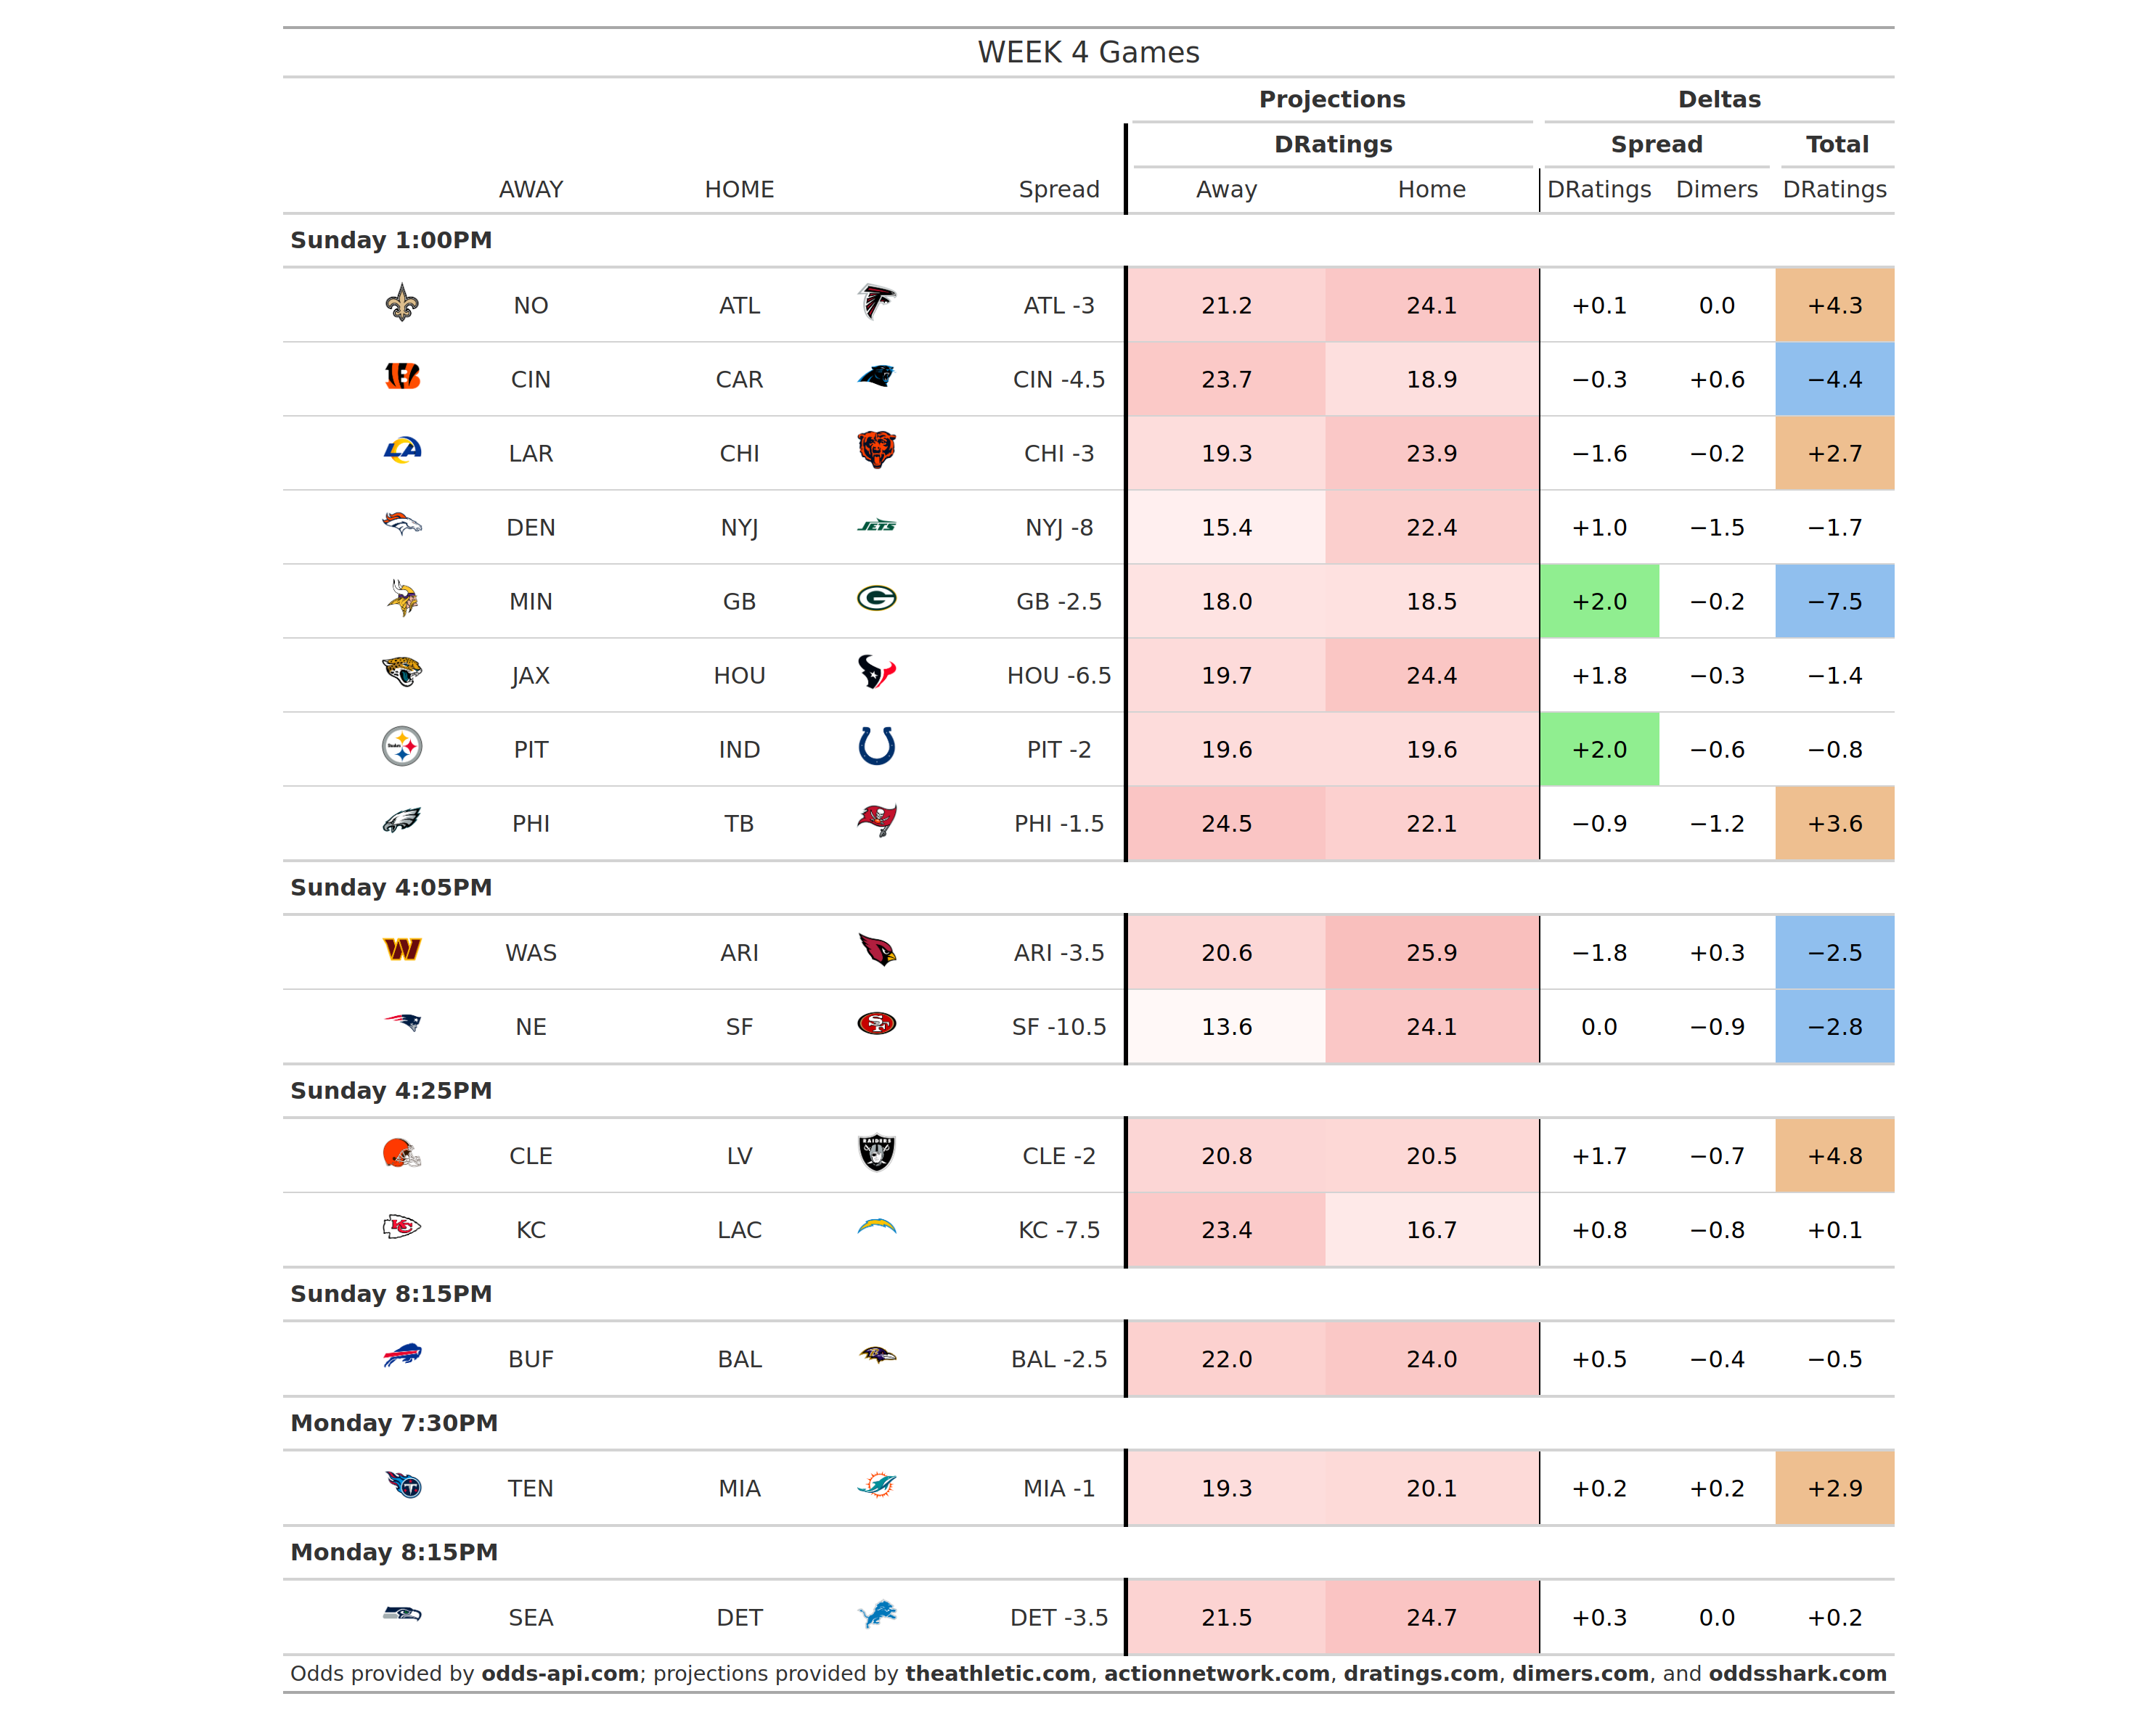 WEEK 4 Games
Projections Deltas
DRatings Spread Total
AWAY HOME Spread Away Home DRatings Dimers DRatings
Sunday 1:00PM
NO ATL ATL -3 21.2 24.1 +0.1 0.0 +4.3
CIN CAR CIN -4.5 23.7 18.9 −0.3 +0.6 −4.4
LAR CHI CHI -3 19.3 23.9 −1.6 −0.2 +2.7
DEN NYJ JETS NYJ -8 15.4 22.4 +1.0 −1.5 −1.7
MIN GB G GB -2.5 18.0 18.5 +2.0 −0.2 −7.5
JAX HOU HOU -6.5 19.7 24.4 +1.8 −0.3 −1.4
PIT IND PIT -2 19.6 19.6 +2.0 −0.6 −0.8
PHI TB PHI -1.5 24.5 22.1 −0.9 −1.2 +3.6
Sunday 4:05PM
W WAS ARI ARI -3.5 20.6 25.9 −1.8 +0.3 −2.5
NE SF SF SF -10.5 13.6 24.1 0.0 −0.9 −2.8
Sunday 4:25PM
CLE LV RAIDERS CLE -2 20.8 20.5 +1.7 −0.7 +4.8
KC KC LAC KC -7.5 23.4 16.7 +0.8 −0.8 +0.1
Sunday 8:15PM
BUF BAL BAL -2.5 22.0 24.0 +0.5 −0.4 −0.5
Monday 7:30PM
T TEN MIA MIA -1 19.3 20.1 +0.2 +0.2 +2.9
Monday 8:15PM
SEA DET DET -3.5 21.5 24.7 +0.3 0.0 +0.2
Odds provided by odds-api.com; projections provided by theathletic.com, actionnetwork.com, dratings.com, dimers.com, and oddsshark.com